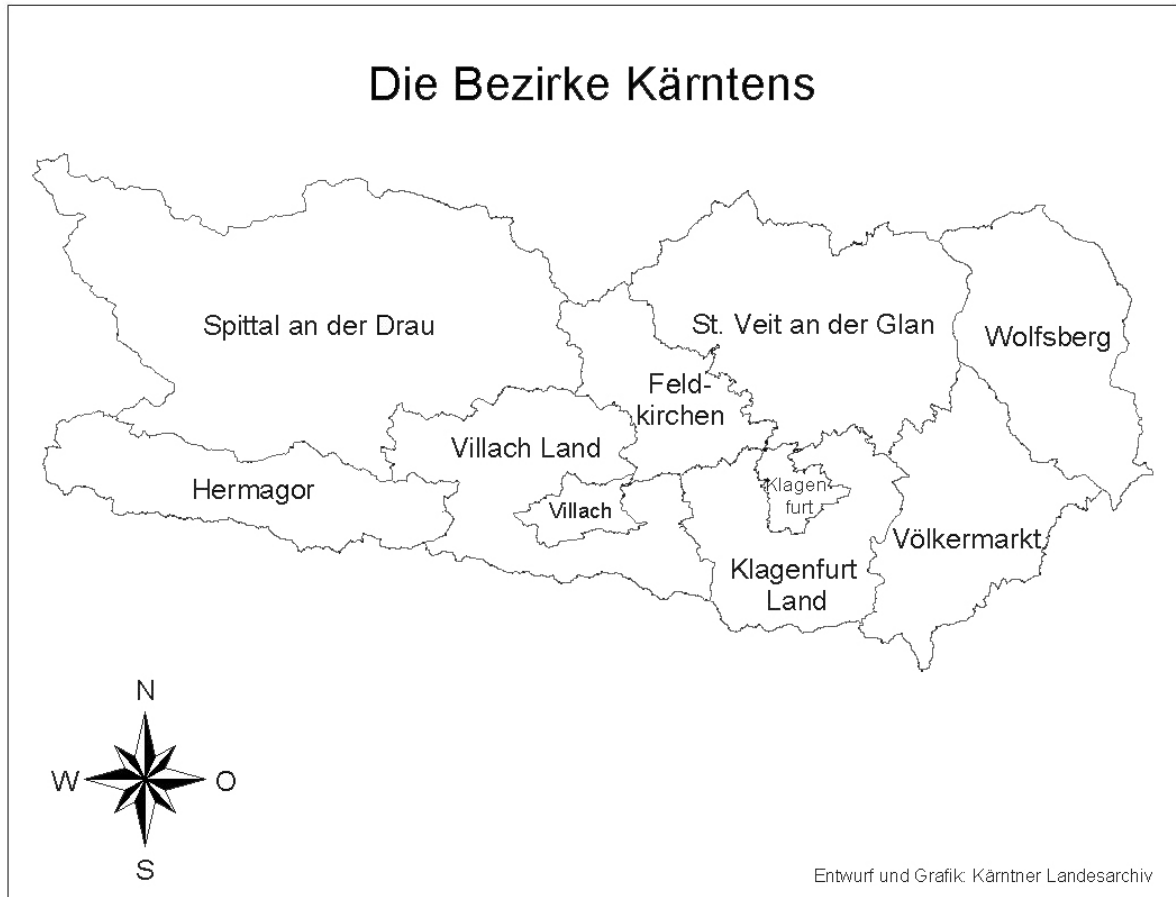 Die Bezirke Kärntens
Spittal an der Drau
St. Veit an der Glan
Wolfsberg
Feld-
kirchen
Villach Land
Hermagor
Villach
Klagen-
furt
Völkermarkt
Klagenfurt
Land
N
W
O
S
Entwurf und Grafik: Kärntner Landesarchiv